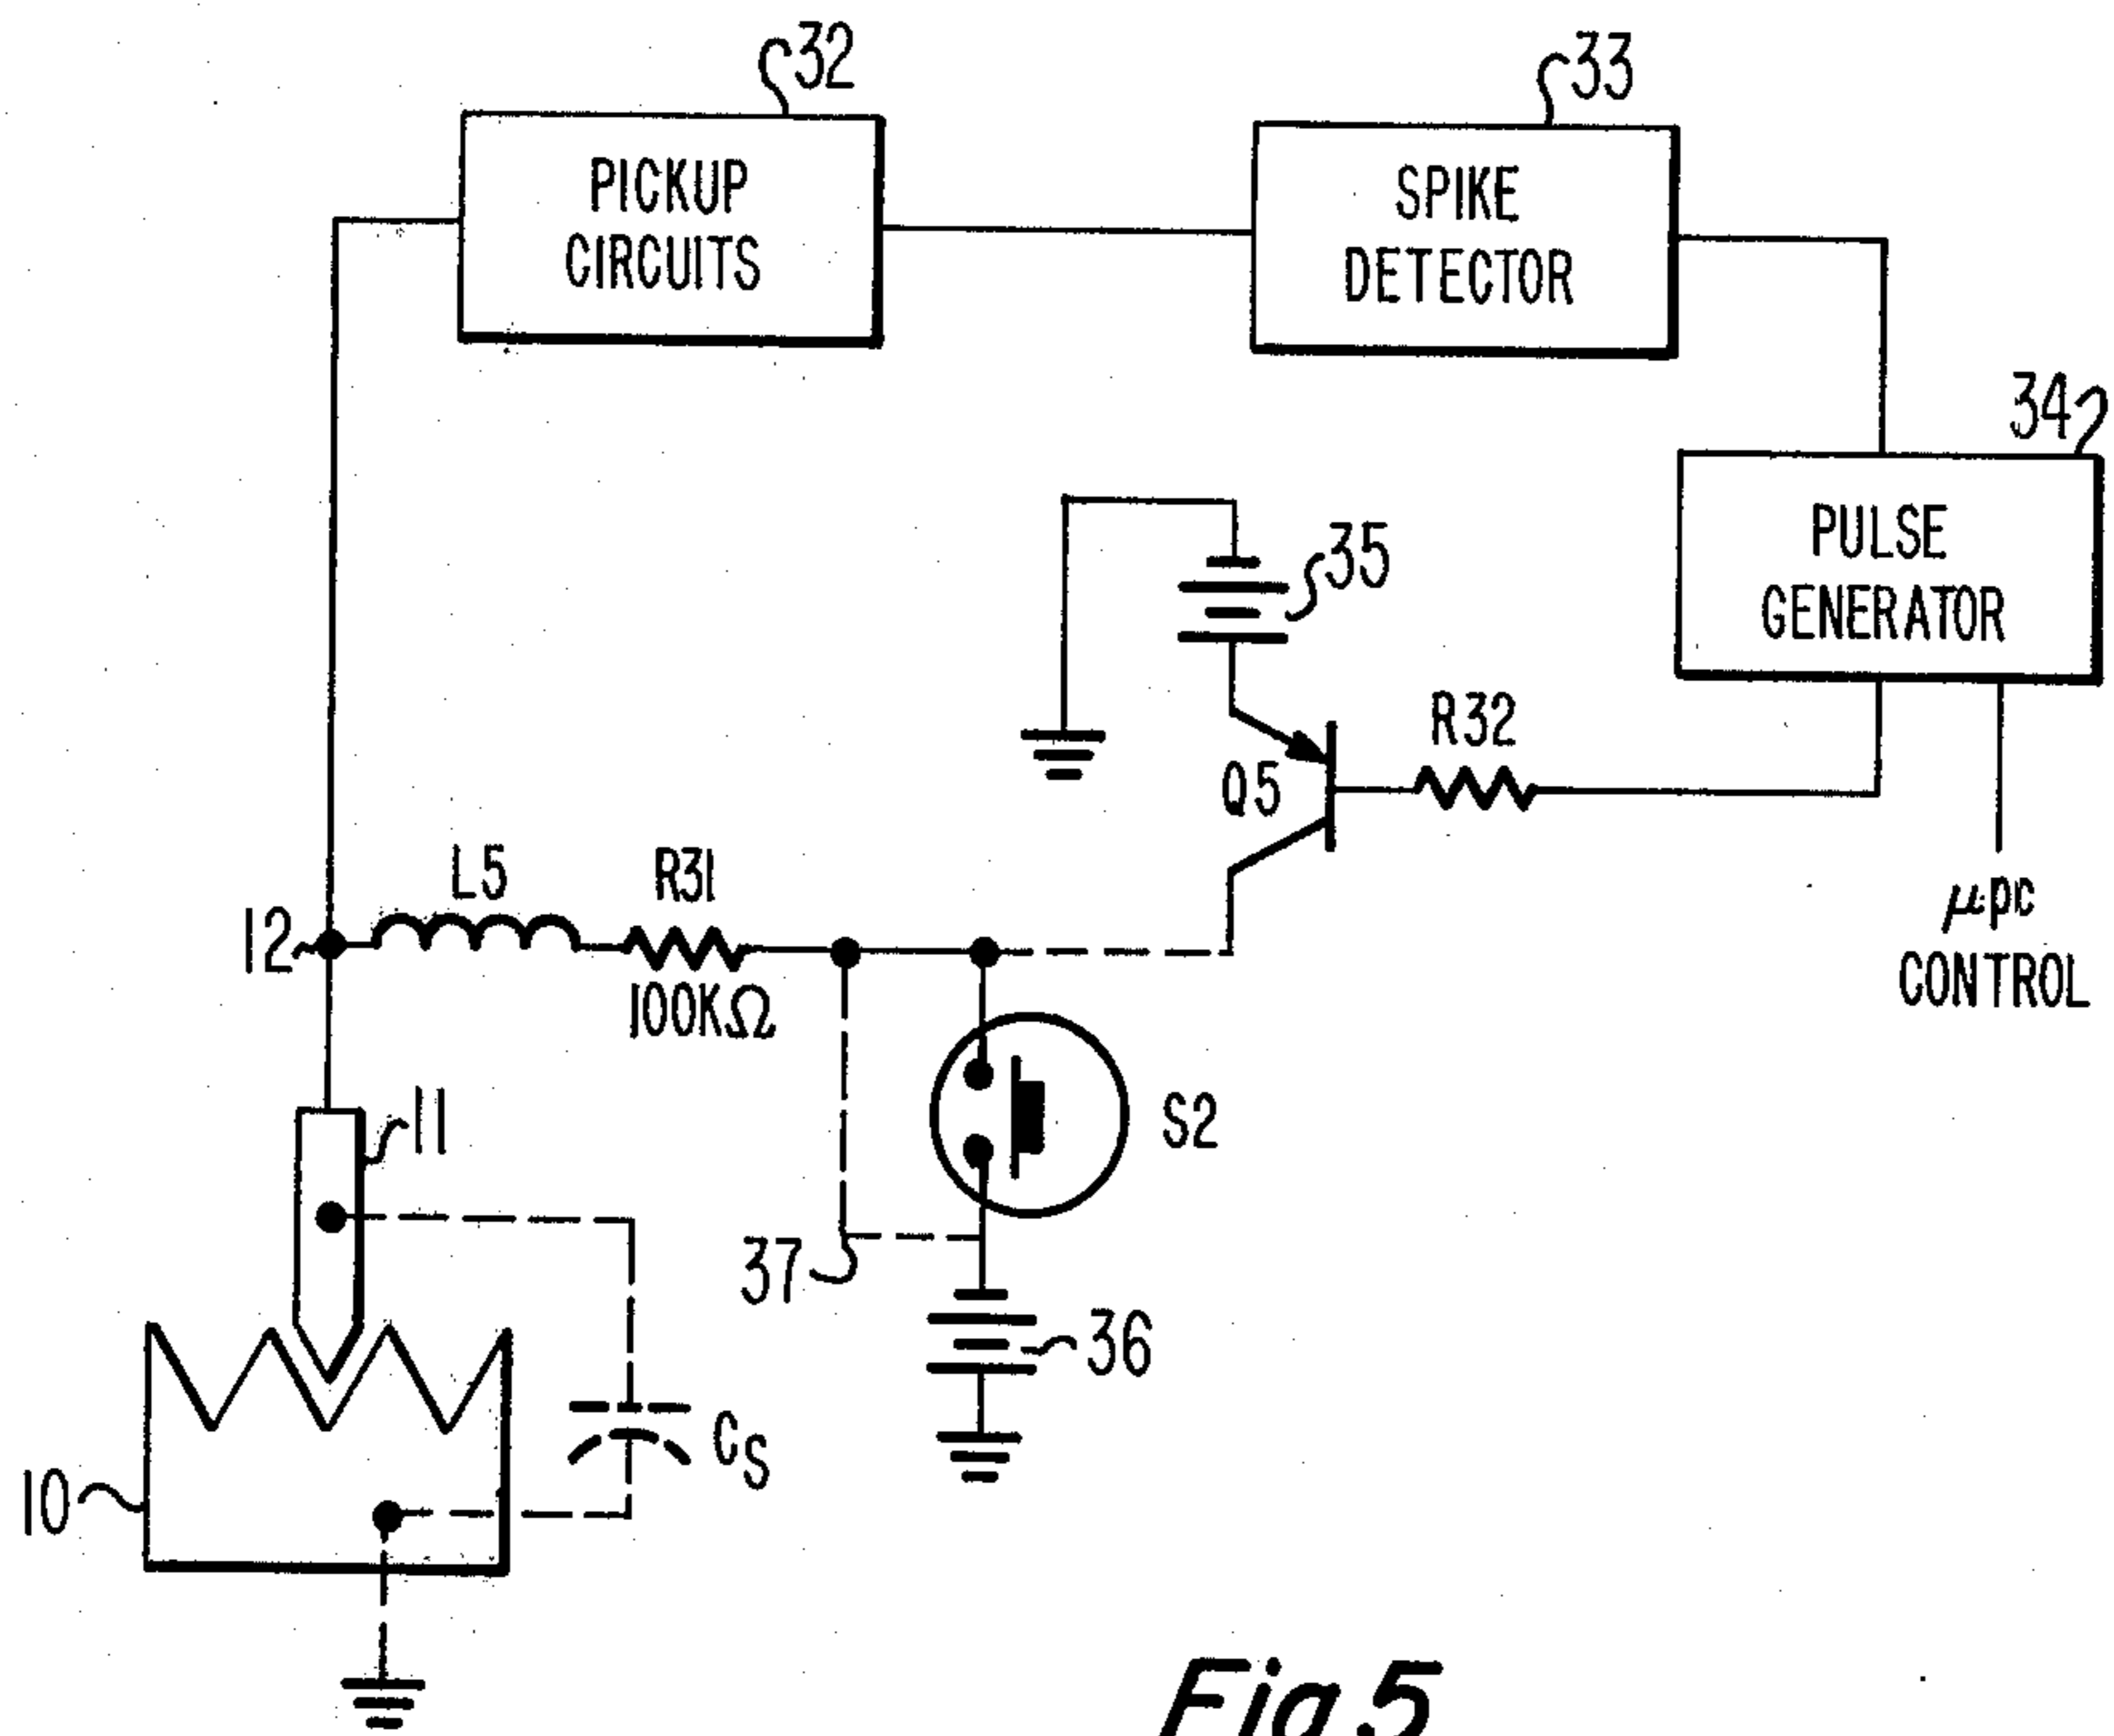 32
33
PICKUP
CIRCUITS
SPIKE
DETECTOR
34
PULSE
GENERATOR
35
R32
Q5
μpc
CONTROL
L5
R31
12
100KΩ
11
S2
37
36
Cs
10
Fig.5